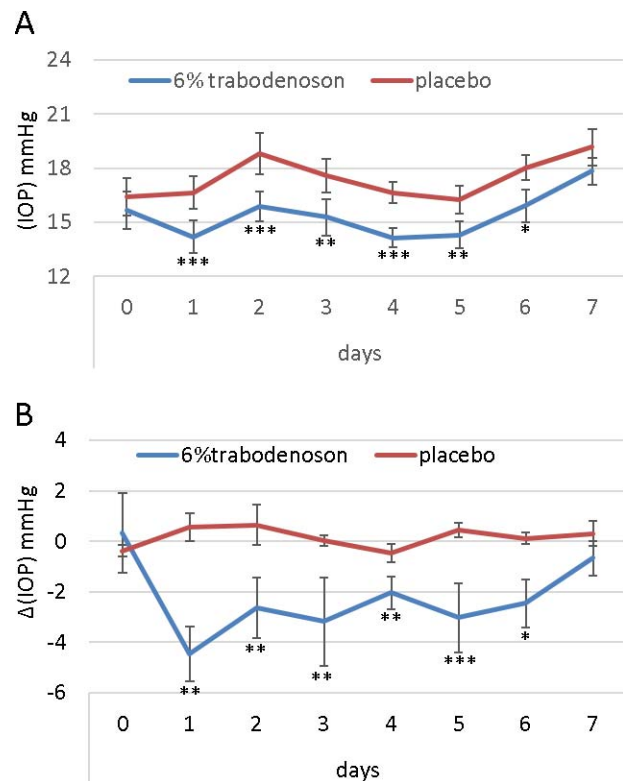 A
24
6% trabodenoson placebo
21
18
15
12
(IOP) mmHg
*** *** ** *** ** *
0 1 2 3 4 5 6 7
days
B
4
6%trabodenoson placebo
2
0
-2
-4
-6
Δ(IOP) mmHg
** ** ** ** *** *
0 1 2 3 4 5 6 7
days